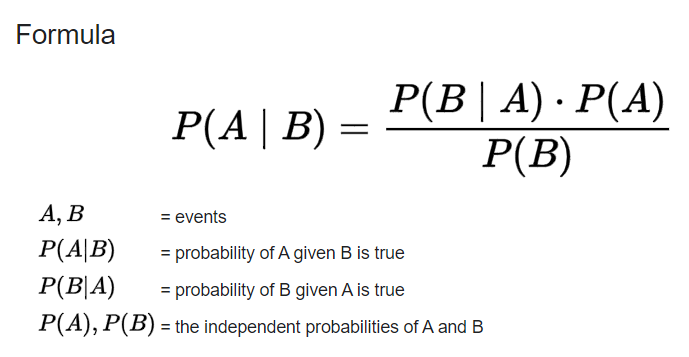 Formula
P(A | B) = P(B | A) · P(A) / P(B)
A, B = events
P(A|B) = probability of A given B is true
P(B|A) = probability of B given A is true
P(A), P(B) = the independent probabilities of A and B